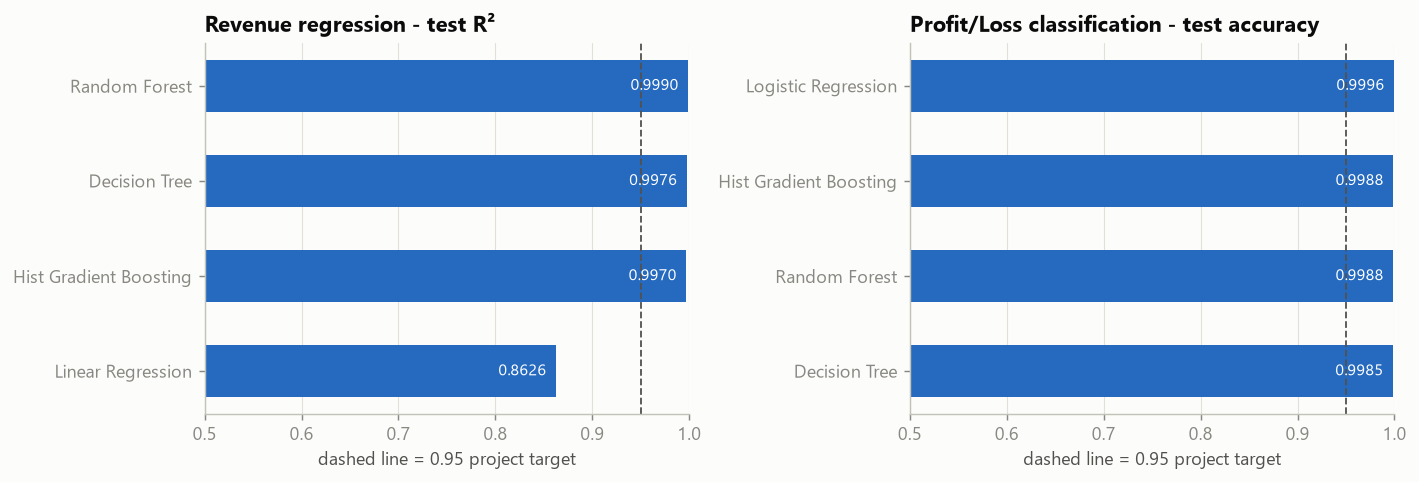 Revenue regression - test R²
Random Forest
0.9990
Decision Tree
0.9976
Hist Gradient Boosting
0.9970
Linear Regression
0.8626
0.5 0.6 0.7 0.8 0.9 1.0
dashed line = 0.95 project target
Profit/Loss classification - test accuracy
Logistic Regression
0.9996
Hist Gradient Boosting
0.9988
Random Forest
0.9988
Decision Tree
0.9985
0.5 0.6 0.7 0.8 0.9 1.0
dashed line = 0.95 project target